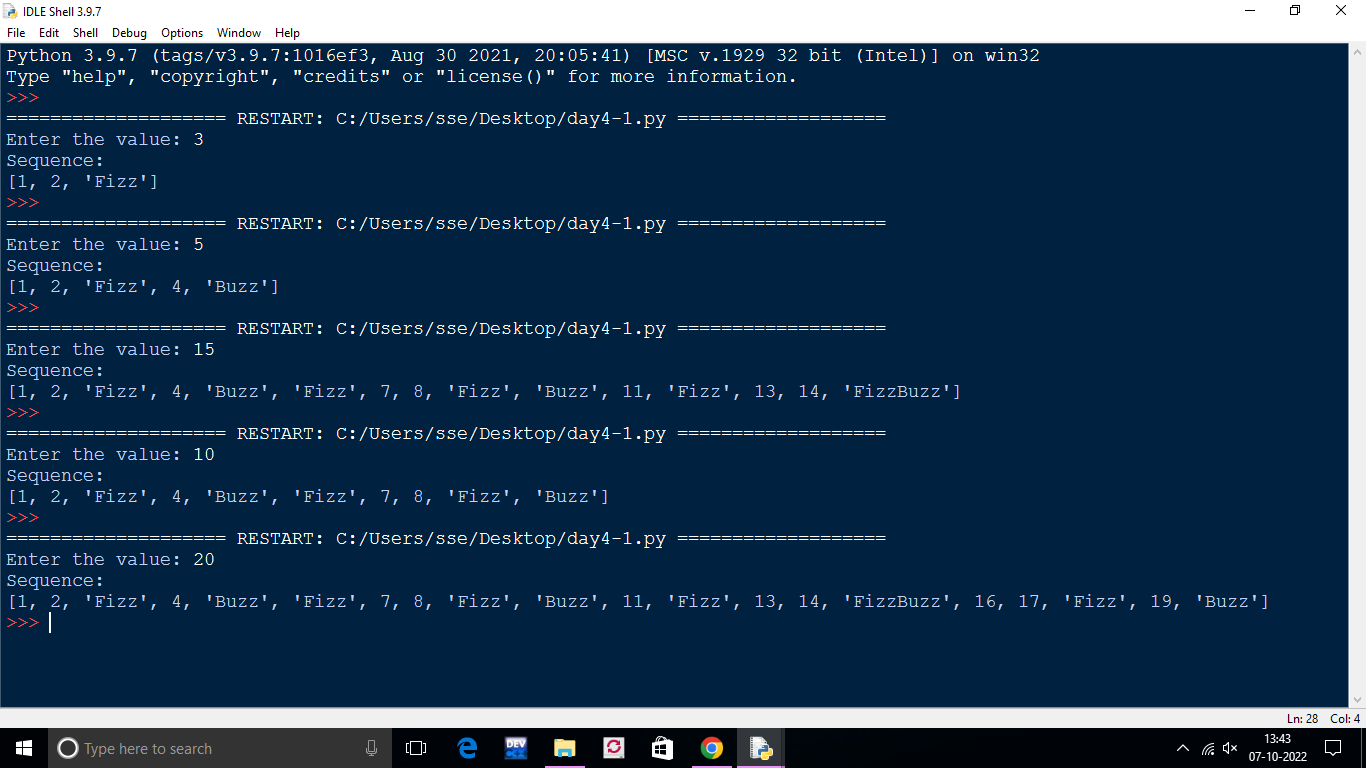 IDLE Shell 3.9.7
File Edit Shell Debug Options Window Help
Python 3.9.7 (tags/v3.9.7:1016ef3, Aug 30 2021, 20:05:41) [MSC v.1929 32 bit (Intel)] on win32
Type "help", "copyright", "credits" or "license()" for more information.
>>>
==================== RESTART: C:/Users/sse/Desktop/day4-1.py ===================
Enter the value: 3
Sequence:
[1, 2, 'Fizz']
>>>
==================== RESTART: C:/Users/sse/Desktop/day4-1.py ===================
Enter the value: 5
Sequence:
[1, 2, 'Fizz', 4, 'Buzz']
>>>
==================== RESTART: C:/Users/sse/Desktop/day4-1.py ===================
Enter the value: 15
Sequence:
[1, 2, 'Fizz', 4, 'Buzz', 'Fizz', 7, 8, 'Fizz', 'Buzz', 11, 'Fizz', 13, 14, 'FizzBuzz']
>>>
==================== RESTART: C:/Users/sse/Desktop/day4-1.py ===================
Enter the value: 10
Sequence:
[1, 2, 'Fizz', 4, 'Buzz', 'Fizz', 7, 8, 'Fizz', 'Buzz']
>>>
==================== RESTART: C:/Users/sse/Desktop/day4-1.py ===================
Enter the value: 20
Sequence:
[1, 2, 'Fizz', 4, 'Buzz', 'Fizz', 7, 8, 'Fizz', 'Buzz', 11, 'Fizz', 13, 14, 'FizzBuzz', 16, 17, 'Fizz', 19, 'Buzz']
>>>
Ln: 28 Col: 4
Type here to search
DEV
C++
13:43
07-10-2022